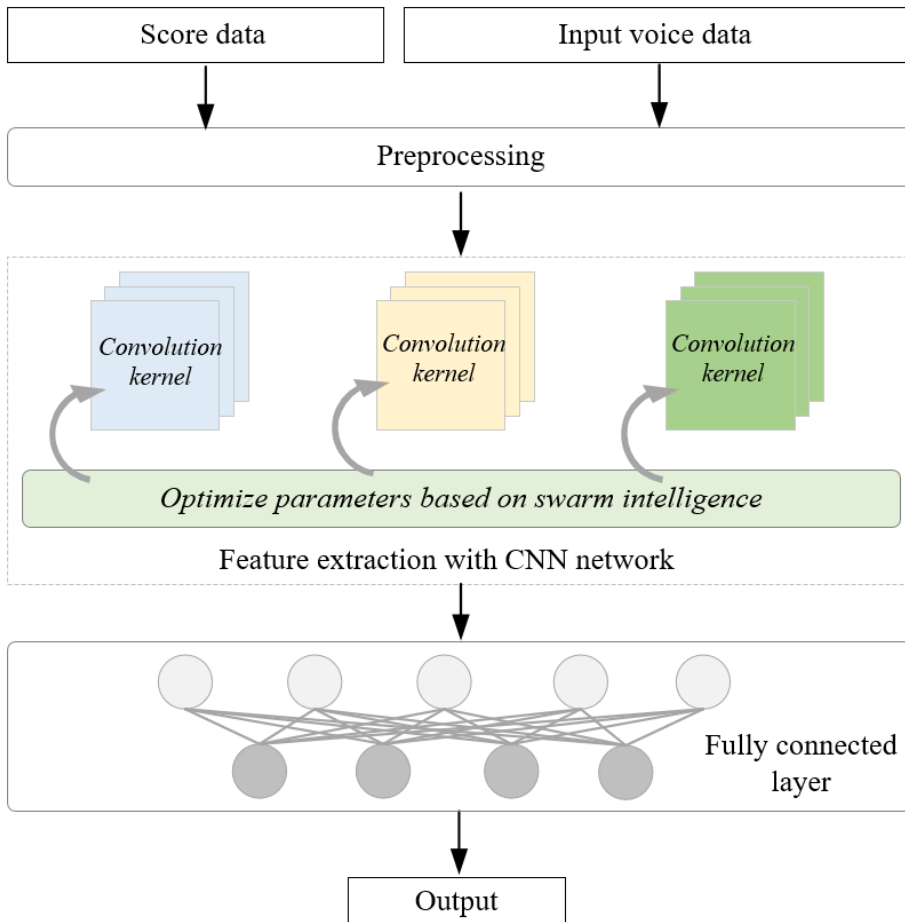 Score data
Input voice data
Preprocessing
Convolution
kernel
Convolution
kernel
Convolution
kernel
Optimize parameters based on swarm intelligence
Feature extraction with CNN network
Fully connected
layer
Output